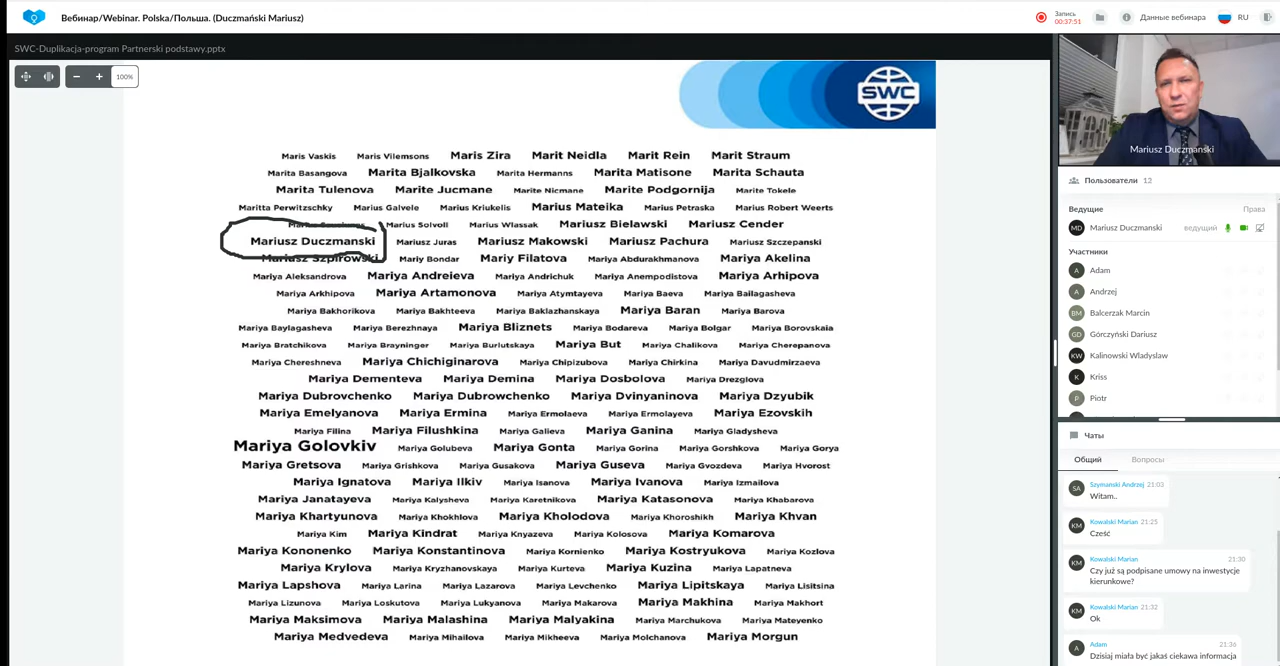 Вебинар/Webinar. Polska/Польша. (Duczmański Mariusz)
Запись
00:37:51
Данные вебинара
RU
SWC-Duplikacja-program Partnerski podstawy.pptx
100%
SWC
Maris Vaskis Maris Vilemsons Maris Zira Marit Neidla Marit Rein Marit Straum
Marita Basangova Marita Bjalkovska Marita Hermanns Marita Matisone Marita Schauta
Marita Tulenova Marite Jucmane Marite Nicmane Marite Podgornija Marite Tokele
Maritta Perwitzschky Marius Galvele Marius Kriukelis Marius Mateika Marius Petraska Marius Robert Weerts
Marius Solvoll Marius Wlassak Mariusz Bielawski Mariusz Cender
Mariusz Duczmanski Mariusz Juras Mariusz Makowski Mariusz Pachura Mariusz Szczepanski
Mariusz Szpirowski Mariy Bondar Mariy Filatova Mariya Abdurakhmanova Mariya Akelina
Mariya Aleksandrova Mariya Andreieva Mariya Andrichuk Mariya Anempodistova Mariya Arhipova
Mariya Arkhipova Mariya Artamonova Mariya Atymtayeva Mariya Baeva Mariya Bailagasheva
Mariya Bakhorikova Mariya Bakhteeva Mariya Baklazhanskaya Mariya Baran Mariya Barova
Mariya Baylagasheva Mariya Berezhnaya Mariya Bliznets Mariya Bodareva Mariya Bolgar Mariya Borovskaia
Mariya Bratchikova Mariya Brayninger Mariya Burlutskaya Mariya But Mariya Chalikova Mariya Cherepanova
Mariya Chereshneva Mariya Chichiginarova Mariya Chipizubova Mariya Chirkina Mariya Davudmirzaeva
Mariya Dementeva Mariya Demina Mariya Dosbolova Mariya Drezglova
Mariya Dubrovchenko Mariya Dubrowchenko Mariya Dvinyaninova Mariya Dzyubik
Mariya Emelyanova Mariya Ermina Mariya Ermolaeva Mariya Ermolayeva Mariya Ezovskih
Mariya Filina Mariya Filushkina Mariya Galieva Mariya Ganina Mariya Gladysheva
Mariya Golovkiv Mariya Golubeva Mariya Gonta Mariya Gorina Mariya Gorshkova Mariya Gorya
Mariya Gretsova Mariya Grishkova Mariya Gusakova Mariya Guseva Mariya Gvozdeva Mariya Hvorost
Mariya Ignatova Mariya Ilkiv Mariya Isanova Mariya Ivanova Mariya Izmailova
Mariya Janatayeva Mariya Kalysheva Mariya Karetnikova Mariya Katasonova Mariya Khabarova
Mariya Khartyunova Mariya Khokhlova Mariya Kholodova Mariya Khoroshikh Mariya Khvan
Mariya Kim Mariya Kindrat Mariya Knyazeva Mariya Kolosova Mariya Komarova
Mariya Kononenko Mariya Konstantinova Mariya Kornienko Mariya Kostryukova Mariya Kozlova
Mariya Krylova Mariya Kryzhanovskaya Mariya Kurteva Mariya Kuzina Mariya Lapatneva
Mariya Lapshova Mariya Larina Mariya Lazarova Mariya Levchenko Mariya Lipitskaya Mariya Lisitsina
Mariya Lizunova Mariya Loskutova Mariya Lukyanova Mariya Makarova Mariya Makhina Mariya Makhort
Mariya Maksimova Mariya Malashina Mariya Malyakina Mariya Marchukova Mariya Mateyenko
Mariya Medvedeva Mariya Mihailova Mariya Mikheeva Mariya Molchanova Mariya Morgun
Mariusz Duczmański
Пользователи 12
Ведущие Права
MD Mariusz Duczmanski ведущий
Участники
A Adam
A Andrzej
BM Balcerzak Marcin
GD Górczyński Dariusz
KW Kalinowski Wladyslaw
K Kriss
P Piotr
Чаты
Общий Вопросы
SA Szymanski Andrzej 21:03
Witam..
KM Kowalski Marian 21:25
Cześć
KM Kowalski Marian 21:30
Czy już są podpisane umowy na inwestycje
kierunkowe?
KM Kowalski Marian 21:32
Ok
A Adam 21:36
Dzisiaj miała być jakaś ciekawa informacja